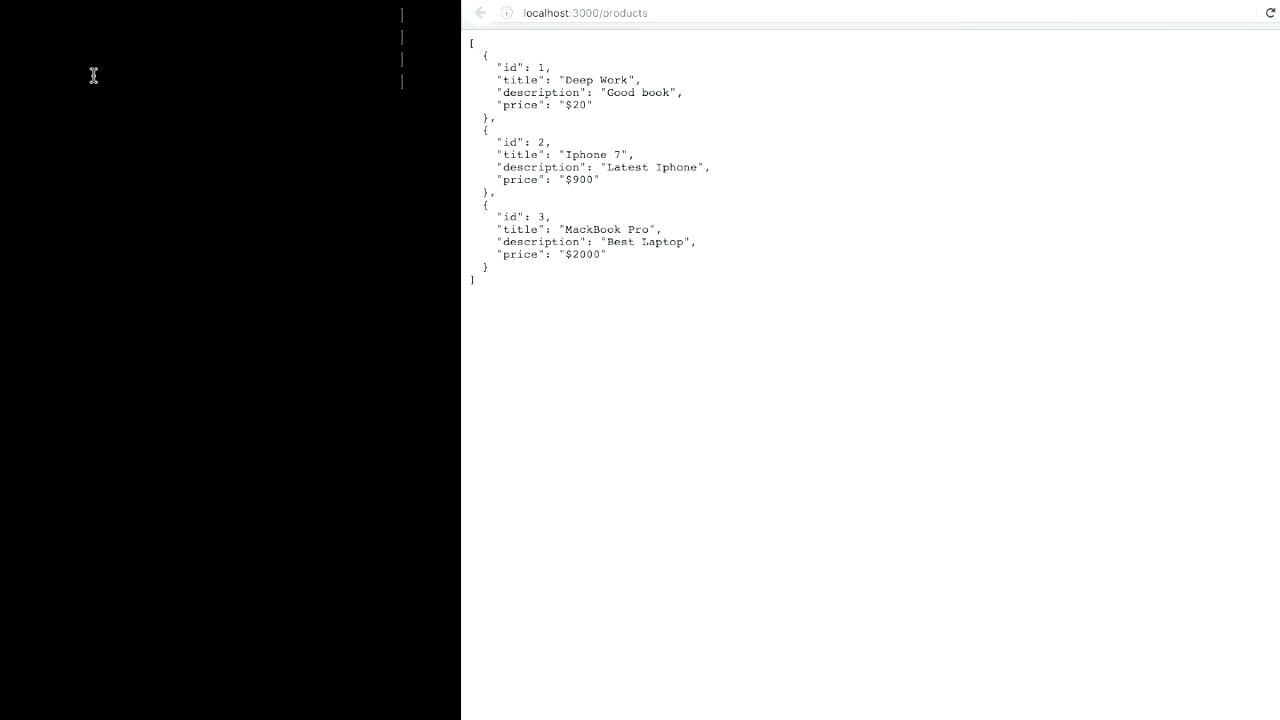 ]
]
]
]
localhost:3000/products
[
{
"id": 1,
"title": "Deep Work",
"description": "Good book",
"price": "$20"
},
{
"id": 2,
"title": "Iphone 7",
"description": "Latest Iphone",
"price": "$900"
},
{
"id": 3,
"title": "MackBook Pro",
"description": "Best Laptop",
"price": "$2000"
}
]